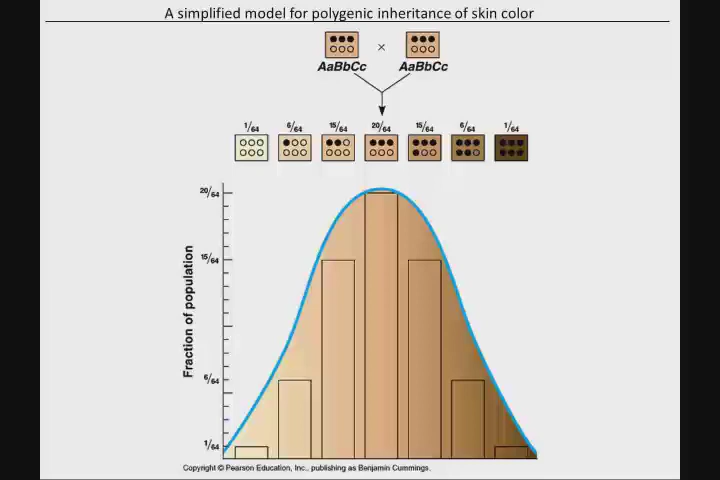 A simplified model for polygenic inheritance of skin color
×
AaBbCc AaBbCc
1/64 6/64 15/64 20/64 15/64 6/64 1/64
20/64
15/64
Fraction of population
6/64
1/64
Copyright © Pearson Education, Inc., publishing as Benjamin Cummings.